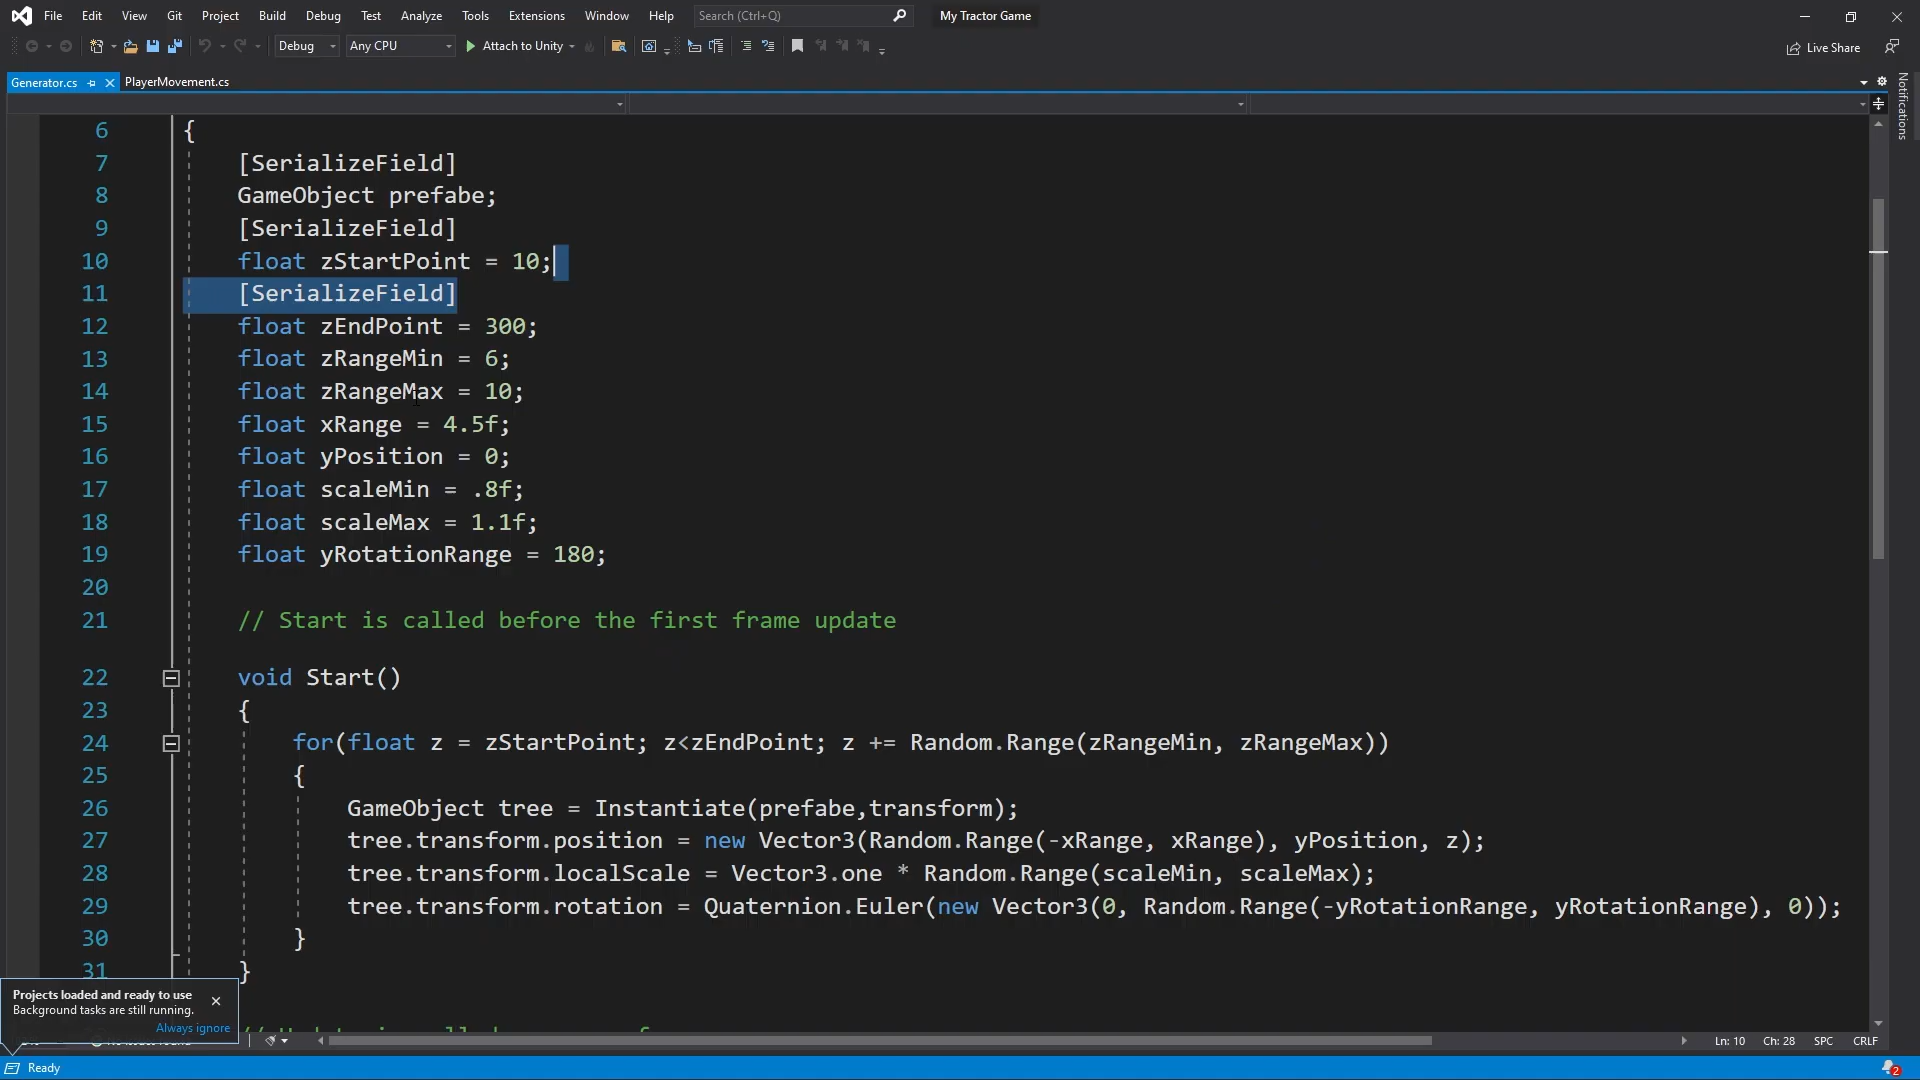 File Edit View Git Project Build Debug Test Analyze Tools Extensions Window Help Search (Ctrl+Q) My Tractor Game
Debug Any CPU Attach to Unity Live Share
Generator.cs PlayerMovement.cs
Notifications
6 {
7 [SerializeField]
8 GameObject prefabe;
9 [SerializeField]
10 float zStartPoint = 10;
11 [SerializeField]
12 float zEndPoint = 300;
13 float zRangeMin = 6;
14 float zRangeMax = 10;
15 float xRange = 4.5f;
16 float yPosition = 0;
17 float scaleMin = .8f;
18 float scaleMax = 1.1f;
19 float yRotationRange = 180;
20
21 // Start is called before the first frame update
22 void Start()
23 {
24 for(float z = zStartPoint; z<zEndPoint; z += Random.Range(zRangeMin, zRangeMax))
25 {
26 GameObject tree = Instantiate(prefabe,transform);
27 tree.transform.position = new Vector3(Random.Range(-xRange, xRange), yPosition, z);
28 tree.transform.localScale = Vector3.one * Random.Range(scaleMin, scaleMax);
29 tree.transform.rotation = Quaternion.Euler(new Vector3(0, Random.Range(-yRotationRange, yRotationRange), 0));
30 }
31 }
Projects loaded and ready to use
Background tasks are still running.
Always ignore
Ln: 10 Ch: 28 SPC CRLF
Ready 2